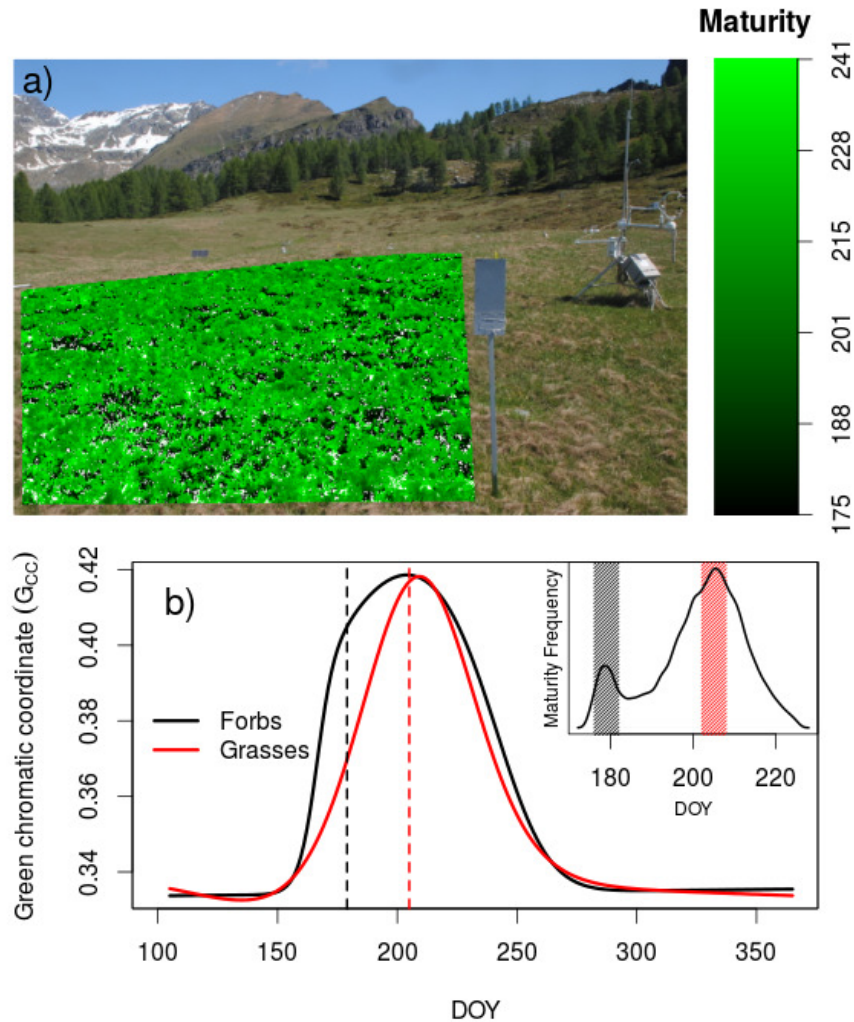 Maturity
a)
241
228
215
201
188
175
b)
Green chromatic coordinate (GCC)
0.42
0.40
0.38
0.36
0.34
Forbs
Grasses
100 150 200 250 300 350
DOY
Maturity Frequency
180 200 220
DOY